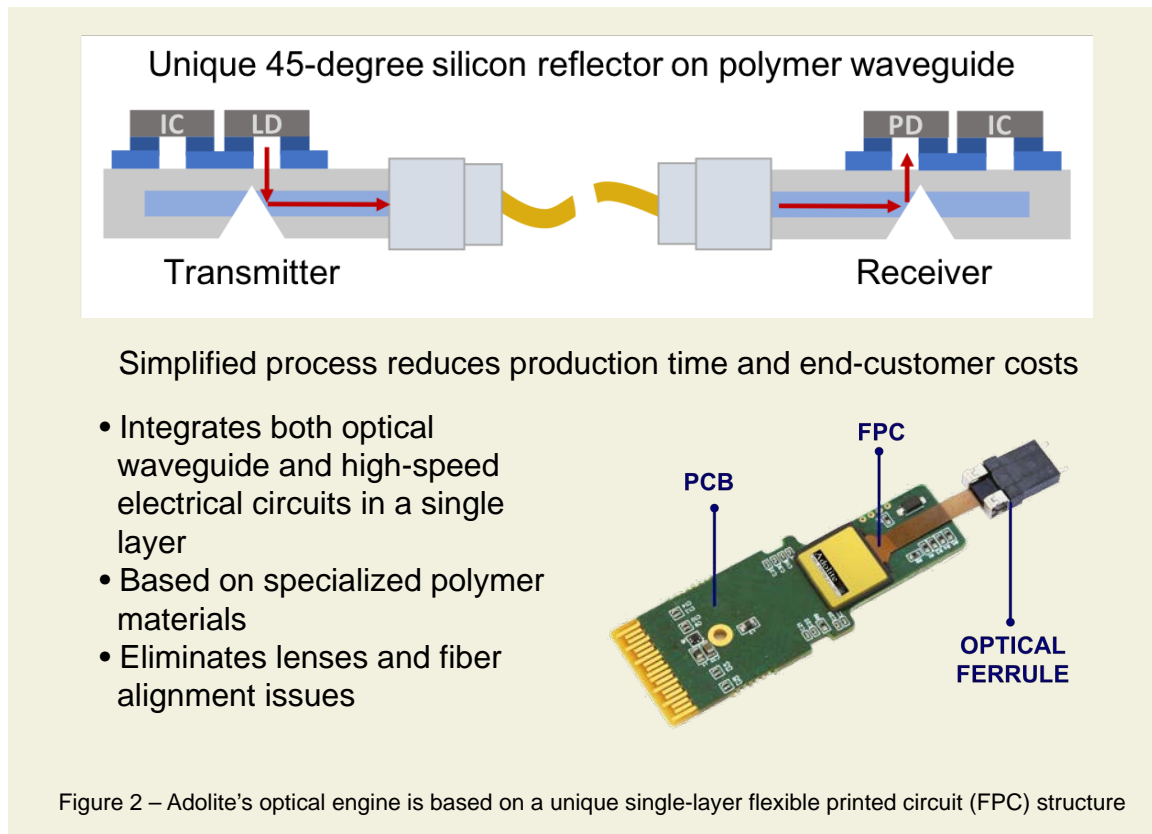 Unique 45-degree silicon reflector on polymer waveguide
IC LD PD IC
Transmitter Receiver
Simplified process reduces production time and end-customer costs
• Integrates both optical
waveguide and high-speed
electrical circuits in a single
layer
• Based on specialized polymer
materials
• Eliminates lenses and fiber
alignment issues
FPC
PCB
Adolite
OPTICAL
FERRULE
Figure 2 – Adolite’s optical engine is based on a unique single-layer flexible printed circuit (FPC) structure